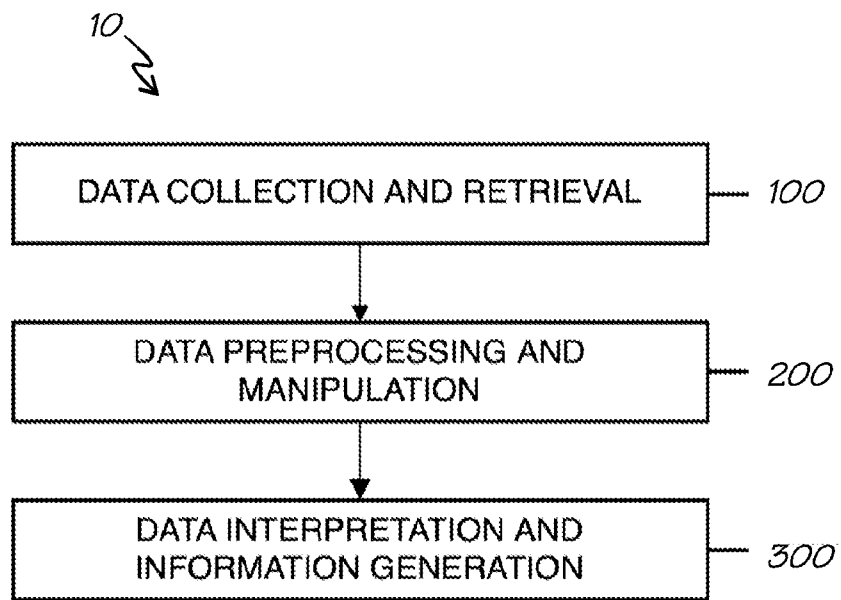 10
DATA COLLECTION AND RETRIEVAL
100
DATA PREPROCESSING AND
MANIPULATION
200
DATA INTERPRETATION AND
INFORMATION GENERATION
300